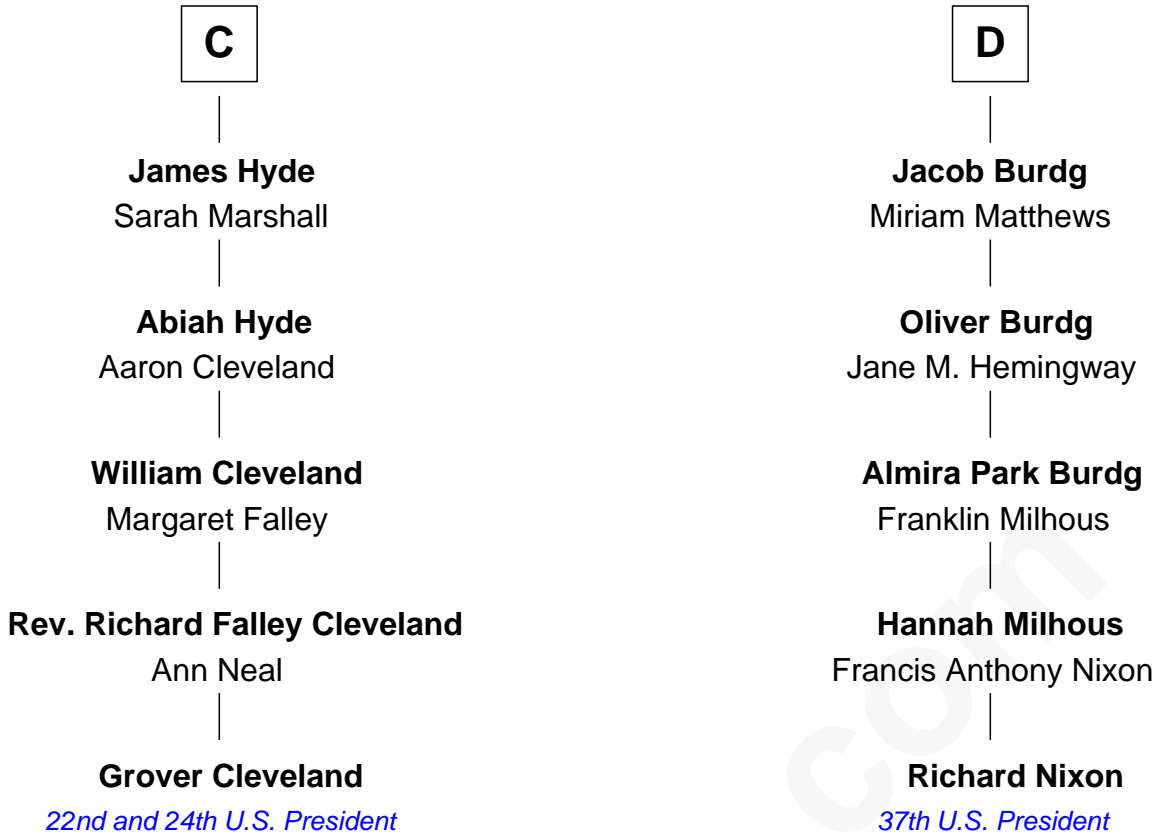 C
James Hyde
Sarah Marshall
Abiah Hyde
Aaron Cleveland
William Cleveland
Margaret Falley
Rev. Richard Falley Cleveland
Ann Neal
Grover Cleveland
22nd and 24th U.S. President
D
Jacob Burdg
Miriam Matthews
Oliver Burdg
Jane M. Hemingway
Almira Park Burdg
Franklin Milhous
Hannah Milhous
Francis Anthony Nixon
Richard Nixon
37th U.S. President
com